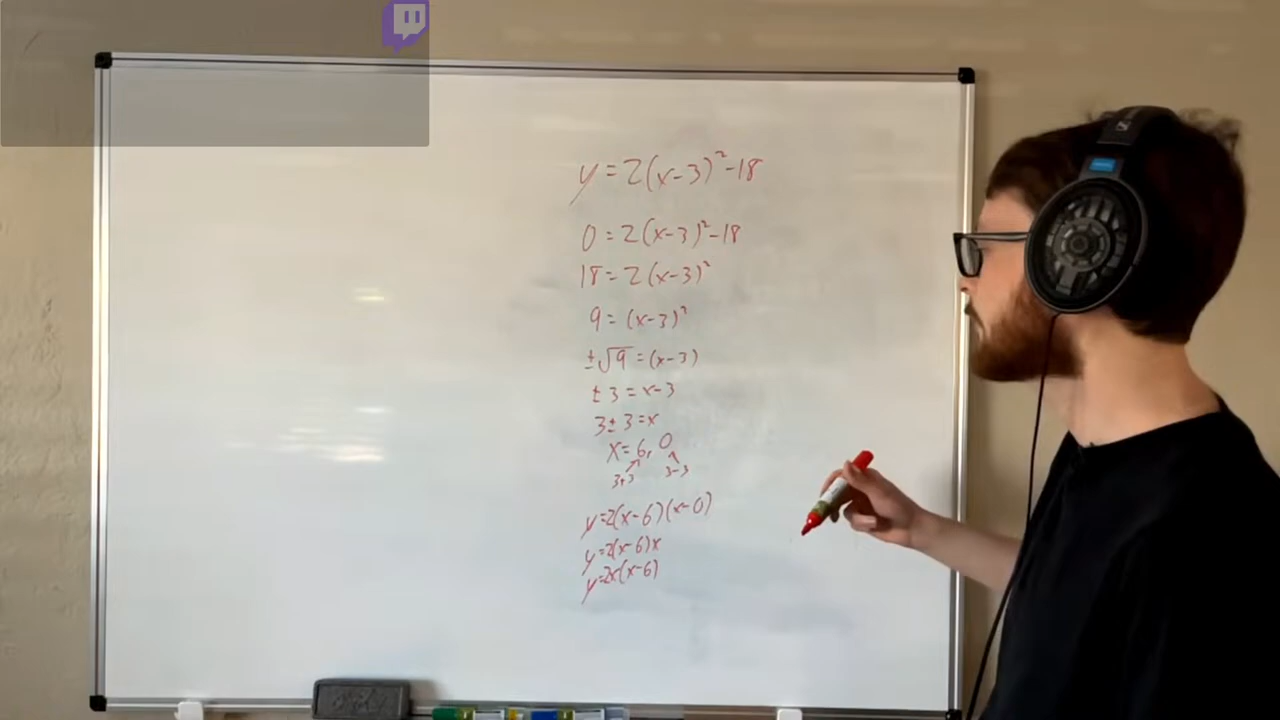 y=2(x-3)²-18
0=2(x-3)²-18
18=2(x-3)²
9=(x-3)²
±√9=(x-3)
±3=x-3
3±3=x
x=6,0
3+3 3-3
y=2(x-6)(x-0)
y=2(x-6)x
y=2x(x-6)